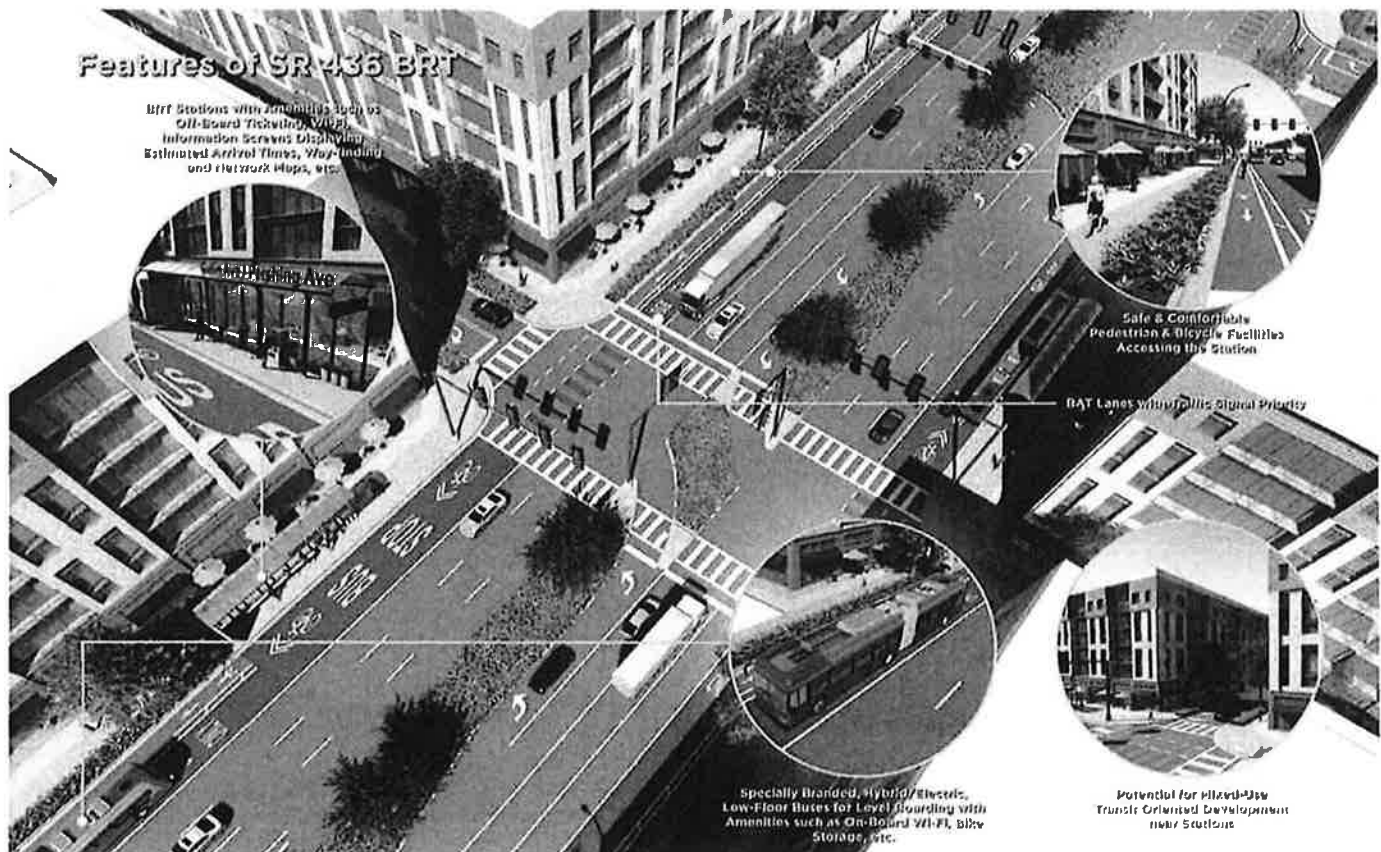 Features of SR 436 BRT
BRT Stations with Amenities such as
Off-Board Ticketing, Wi-Fi,
Information Screens Displaying
Estimated Arrival Times, Way-finding
and Network Maps, etc.
Safe & Comfortable
Pedestrian & Bicycle Facilities
Accessing the Station
BAT Lanes with Traffic Signal Priority
BUS
BUS
BUS
Specially Branded, Hybrid/Electric,
Low-Floor Buses for Level Boarding with
Amenities such as On-Board Wi-Fi, Bike
Storage, etc.
Potential for Mixed-Use
Transit Oriented Development
near Stations